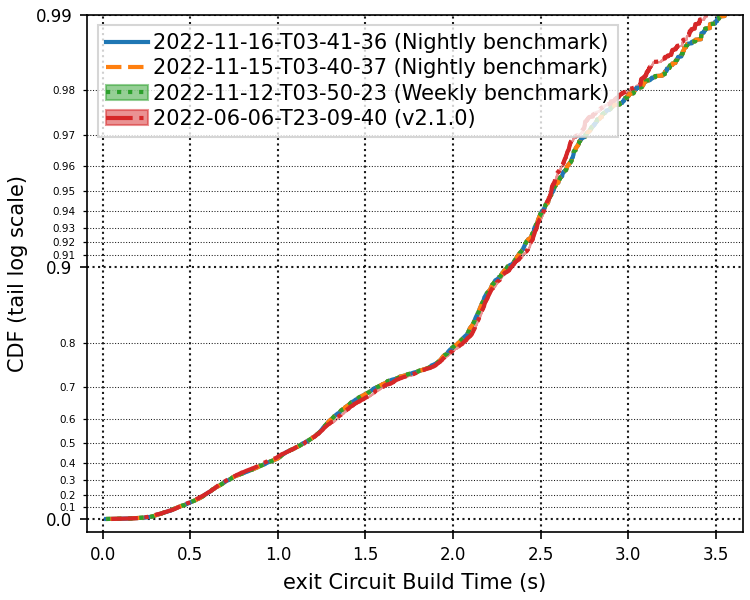 0.99
2022-11-16-T03-41-36 (Nightly benchmark)
2022-11-15-T03-40-37 (Nightly benchmark)
2022-11-12-T03-50-23 (Weekly benchmark)
2022-06-06-T23-09-40 (v2.1.0)
0.98
0.97
0.96
0.95
0.94
0.93
0.92
0.91
0.9
0.8
0.7
0.6
0.5
0.4
0.3
0.2
0.1
0.0
CDF (tail log scale)
0.0 0.5 1.0 1.5 2.0 2.5 3.0 3.5
exit Circuit Build Time (s)